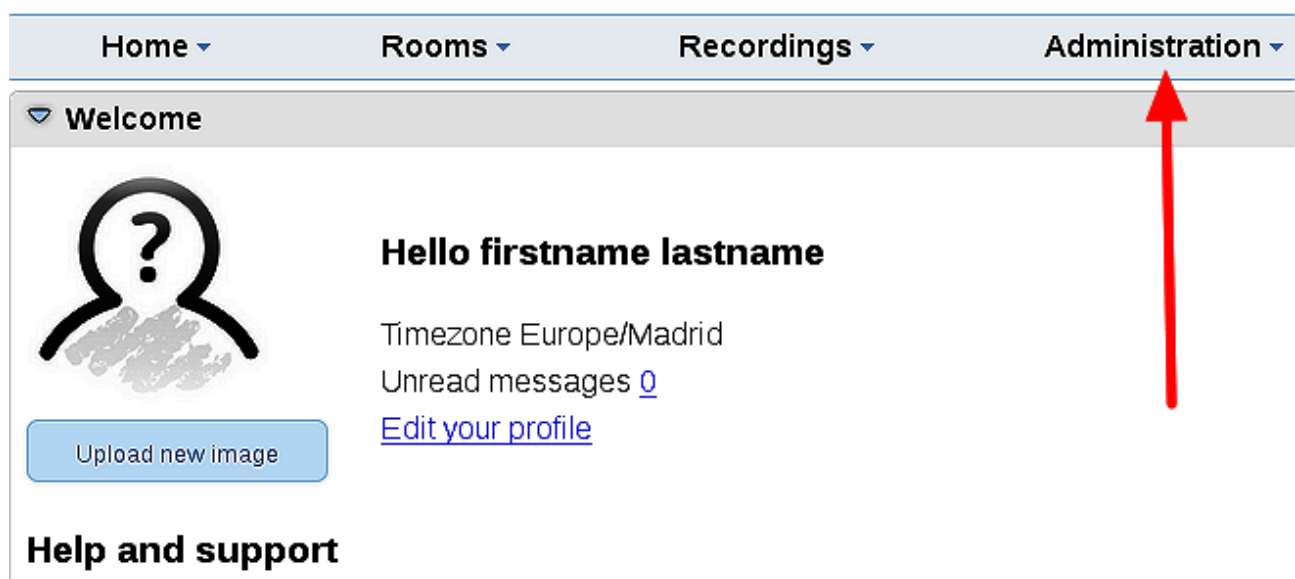 Home Rooms Recordings Administration
Welcome
?
Hello firstname lastname
Timezone Europe/Madrid
Unread messages 0
Edit your profile
Upload new image
Help and support